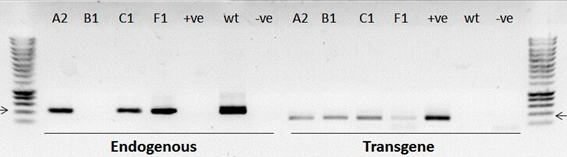 A2 B1 C1 F1 +ve wt -ve A2 B1 C1 F1 +ve wt -ve
Endogenous Transgene